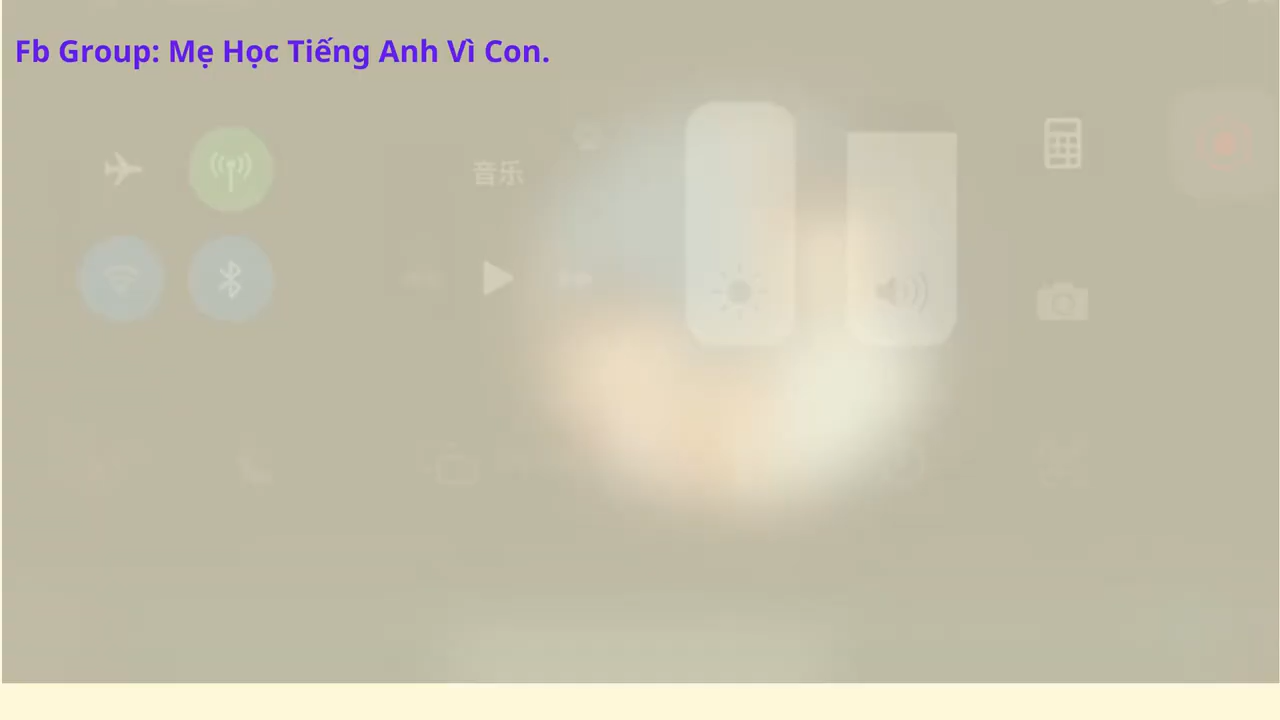 Fb Group: Mẹ Học Tiếng Anh Vì Con.
音乐